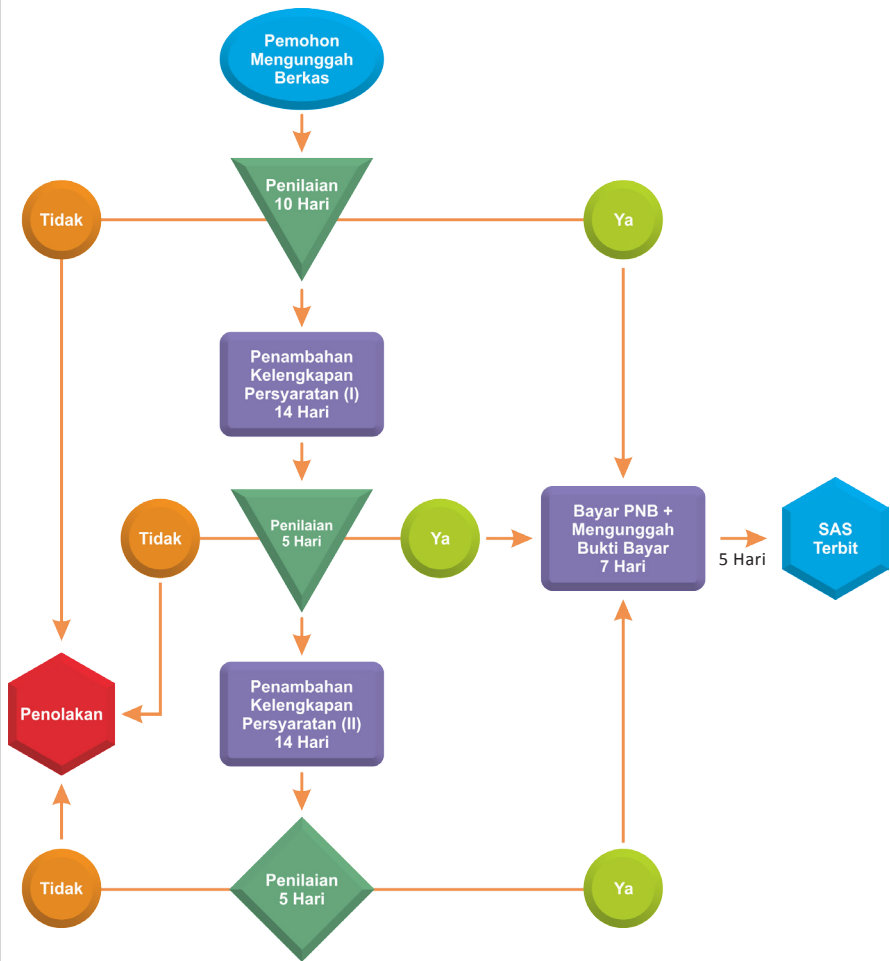 Pemohon
Mengunggah
Berkas
Penilaian
10 Hari
Tidak
Ya
Penambahan
Kelengkapan
Persyaratan (I)
14 Hari
Tidak
Penilaian
5 Hari
Ya
Bayar PNB +
Mengunggah
Bukti Bayar
7 Hari
5 Hari
SAS
Terbit
Penolakan
Penambahan
Kelengkapan
Persyaratan (II)
14 Hari
Tidak
Penilaian
5 Hari
Ya